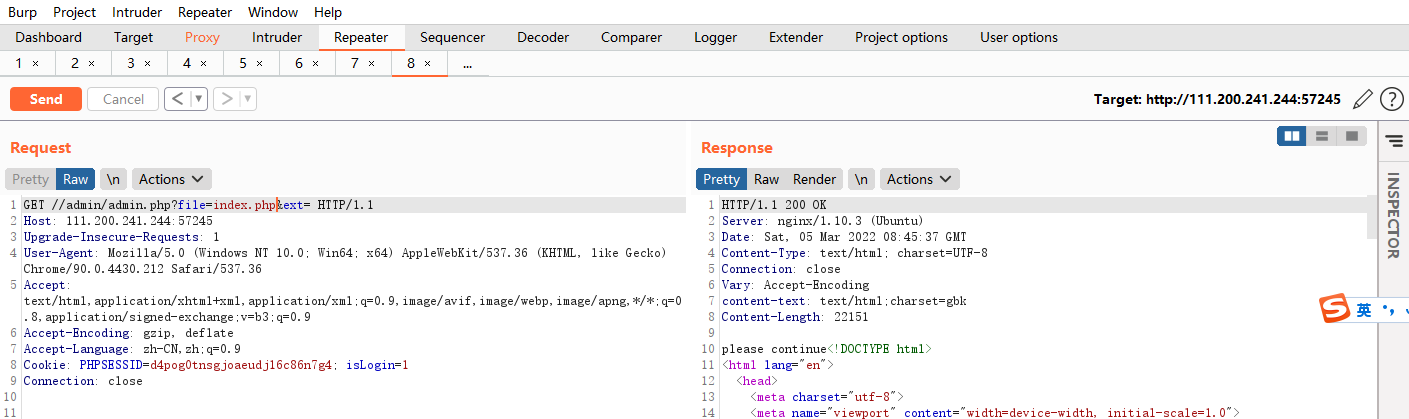 Burp Project Intruder Repeater Window Help
Dashboard Target Proxy Intruder Repeater Sequencer Decoder Comparer Logger Extender Project options User options
1 × 2 × 3 × 4 × 5 × 6 × 7 × 8 × ...
Send Cancel < > Target: http://111.200.241.244:57245 ?
Request
Pretty Raw \n Actions
1 GET //admin/admin.php?file=index.php&ext= HTTP/1.1
2 Host: 111.200.241.244:57245
3 Upgrade-Insecure-Requests: 1
4 User-Agent: Mozilla/5.0 (Windows NT 10.0; Win64; x64) AppleWebKit/537.36 (KHTML, like Gecko)
Chrome/90.0.4430.212 Safari/537.36
5 Accept:
text/html,application/xhtml+xml,application/xml;q=0.9,image/avif,image/webp,image/apng,*/*;q=0
.8,application/signed-exchange;v=b3;q=0.9
6 Accept-Encoding: gzip, deflate
7 Accept-Language: zh-CN,zh;q=0.9
8 Cookie: PHPSESSID=d4pog0tnsgjoaeudj16c86n7g4; isLogin=1
9 Connection: close
10
11
Response
Pretty Raw Render \n Actions
1 HTTP/1.1 200 OK
2 Server: nginx/1.10.3 (Ubuntu)
3 Date: Sat, 05 Mar 2022 08:45:37 GMT
4 Content-Type: text/html; charset=UTF-8
5 Connection: close
6 Vary: Accept-Encoding
7 content-text: text/html;charset=gbk
8 Content-Length: 22151
9
10 please continue<!DOCTYPE html>
11 <html lang="en">
12 <head>
13 <meta charset="utf-8">
14 <meta name="viewport" content="width=device-width, initial-scale=1.0">
INSPECTOR
S 英